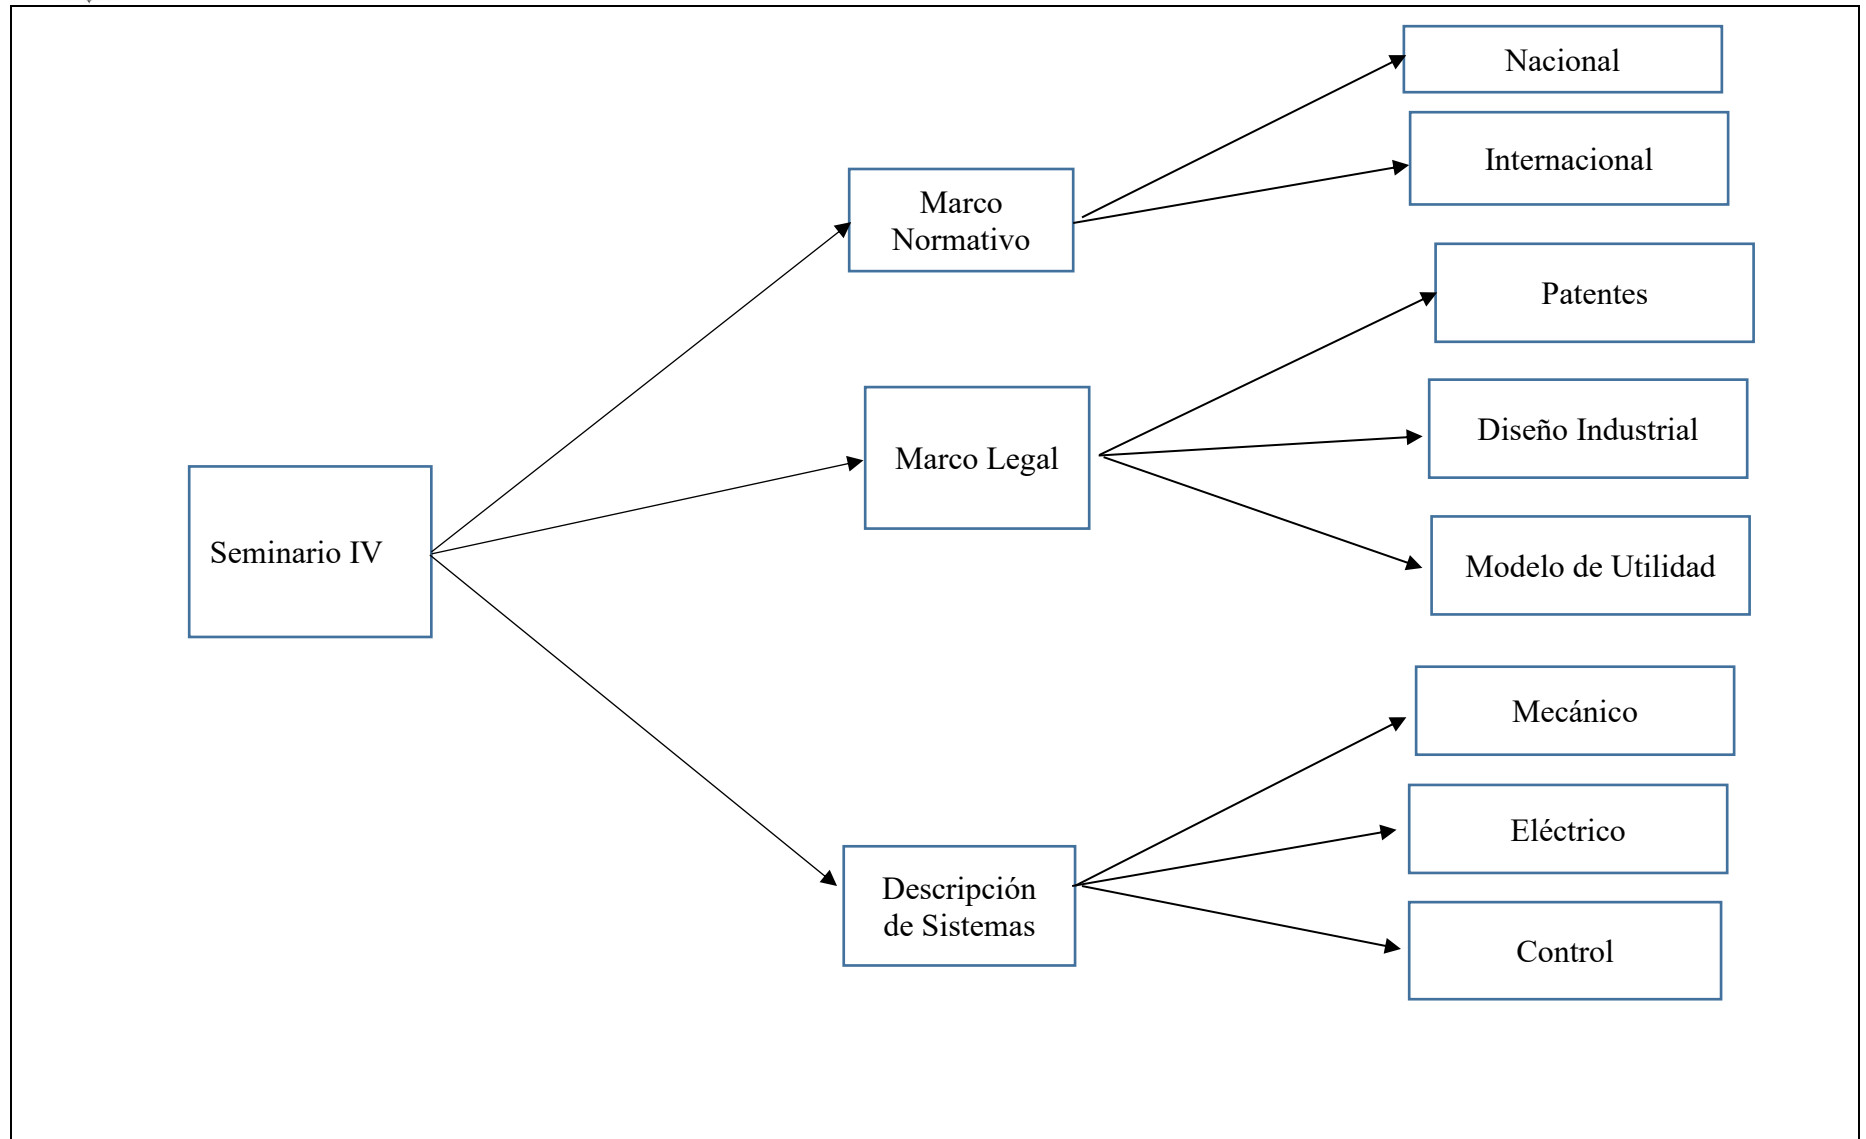 Nacional
Internacional
Marco
Normativo
Patentes
Diseño Industrial
Marco Legal
Seminario IV
Modelo de Utilidad
Mecánico
Eléctrico
Descripción
de Sistemas
Control